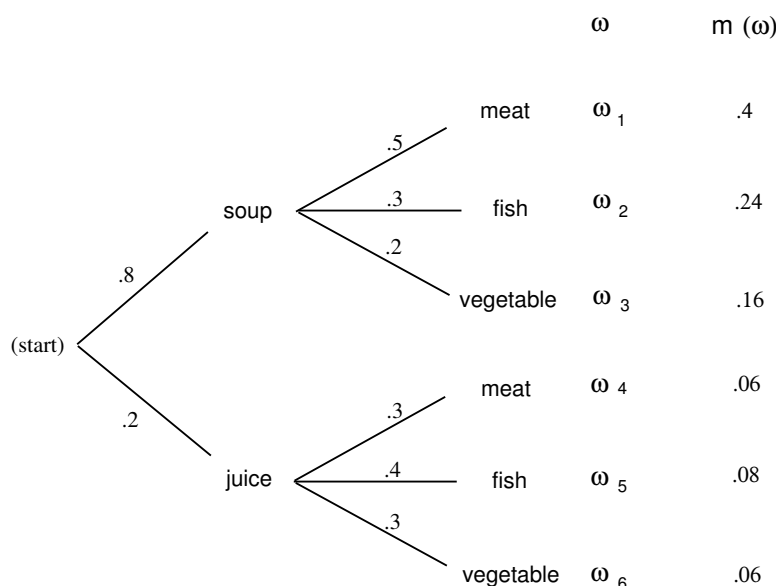 ω m (ω)
meat ω 1 .4
.5
soup .3 fish ω 2 .24
.2
.8
vegetable ω 3 .16
(start)
meat ω 4 .06
.2 .3
juice .4 fish ω 5 .08
.3
vegetable ω 6 .06